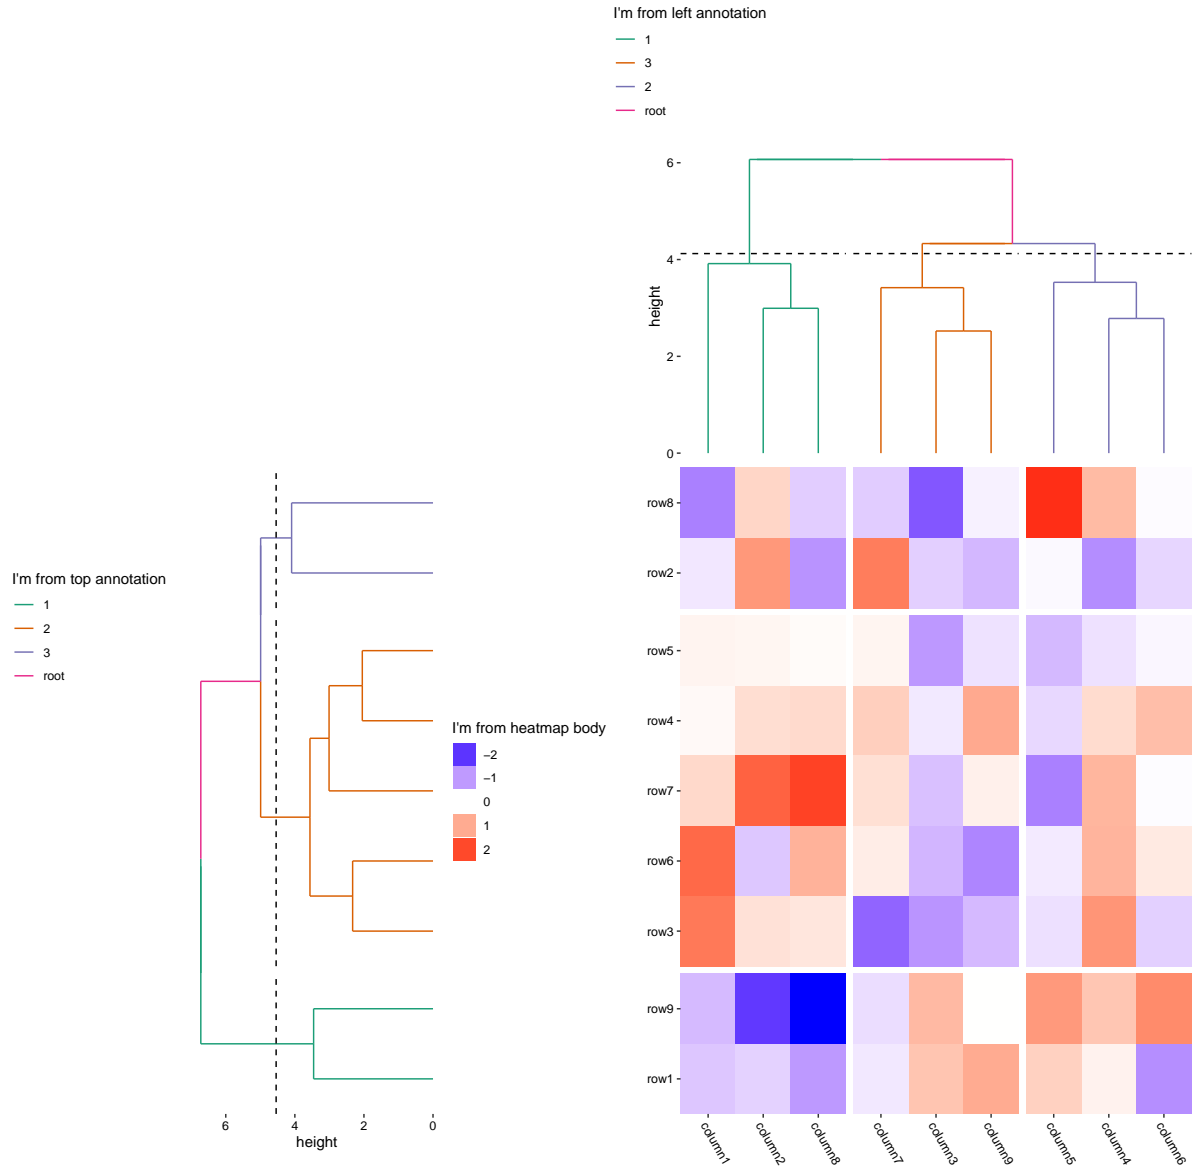 I'm from left annotation
1
3
2
root
6
4
2
0
height
I'm from top annotation
1
2
3
root
6
4
2
0
height
I'm from heatmap body
−2
−1
0
1
2
row8
row2
row5
row4
row7
row6
row3
row9
row1
column1
column2
column8
column7
column3
column9
column5
column4
column6